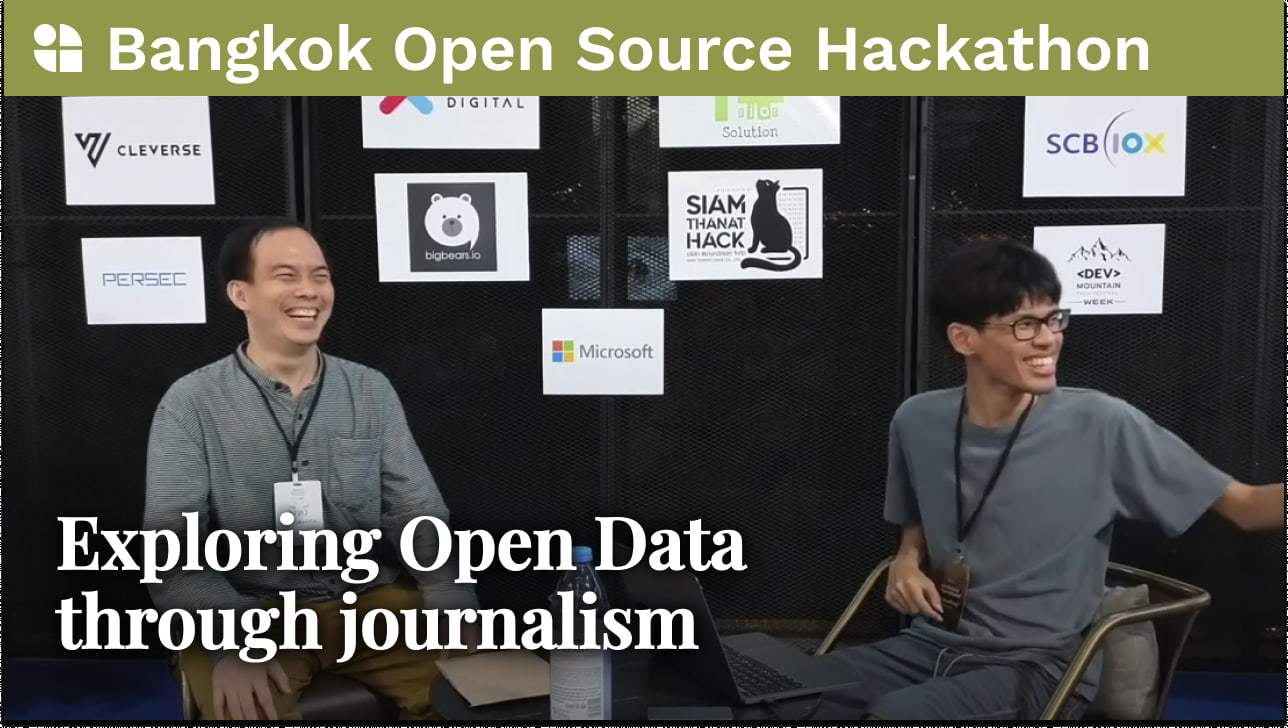 Bangkok Open Source Hackathon
DIGITAL
Solution
CLEVERSE
SCB 10X
bigbears.io
SIAM
THANAT
HACK
PERSEC
<DEV>
MOUNTAIN
WEEK
Microsoft
Exploring Open Data
through journalism